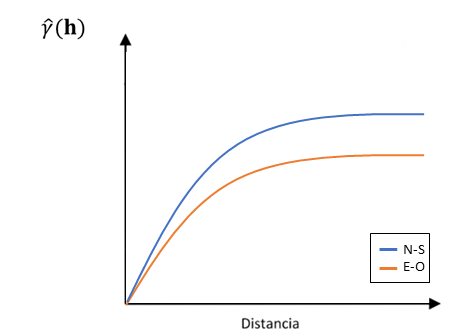 γ̂(𝐡)
N-S
E-O
Distancia